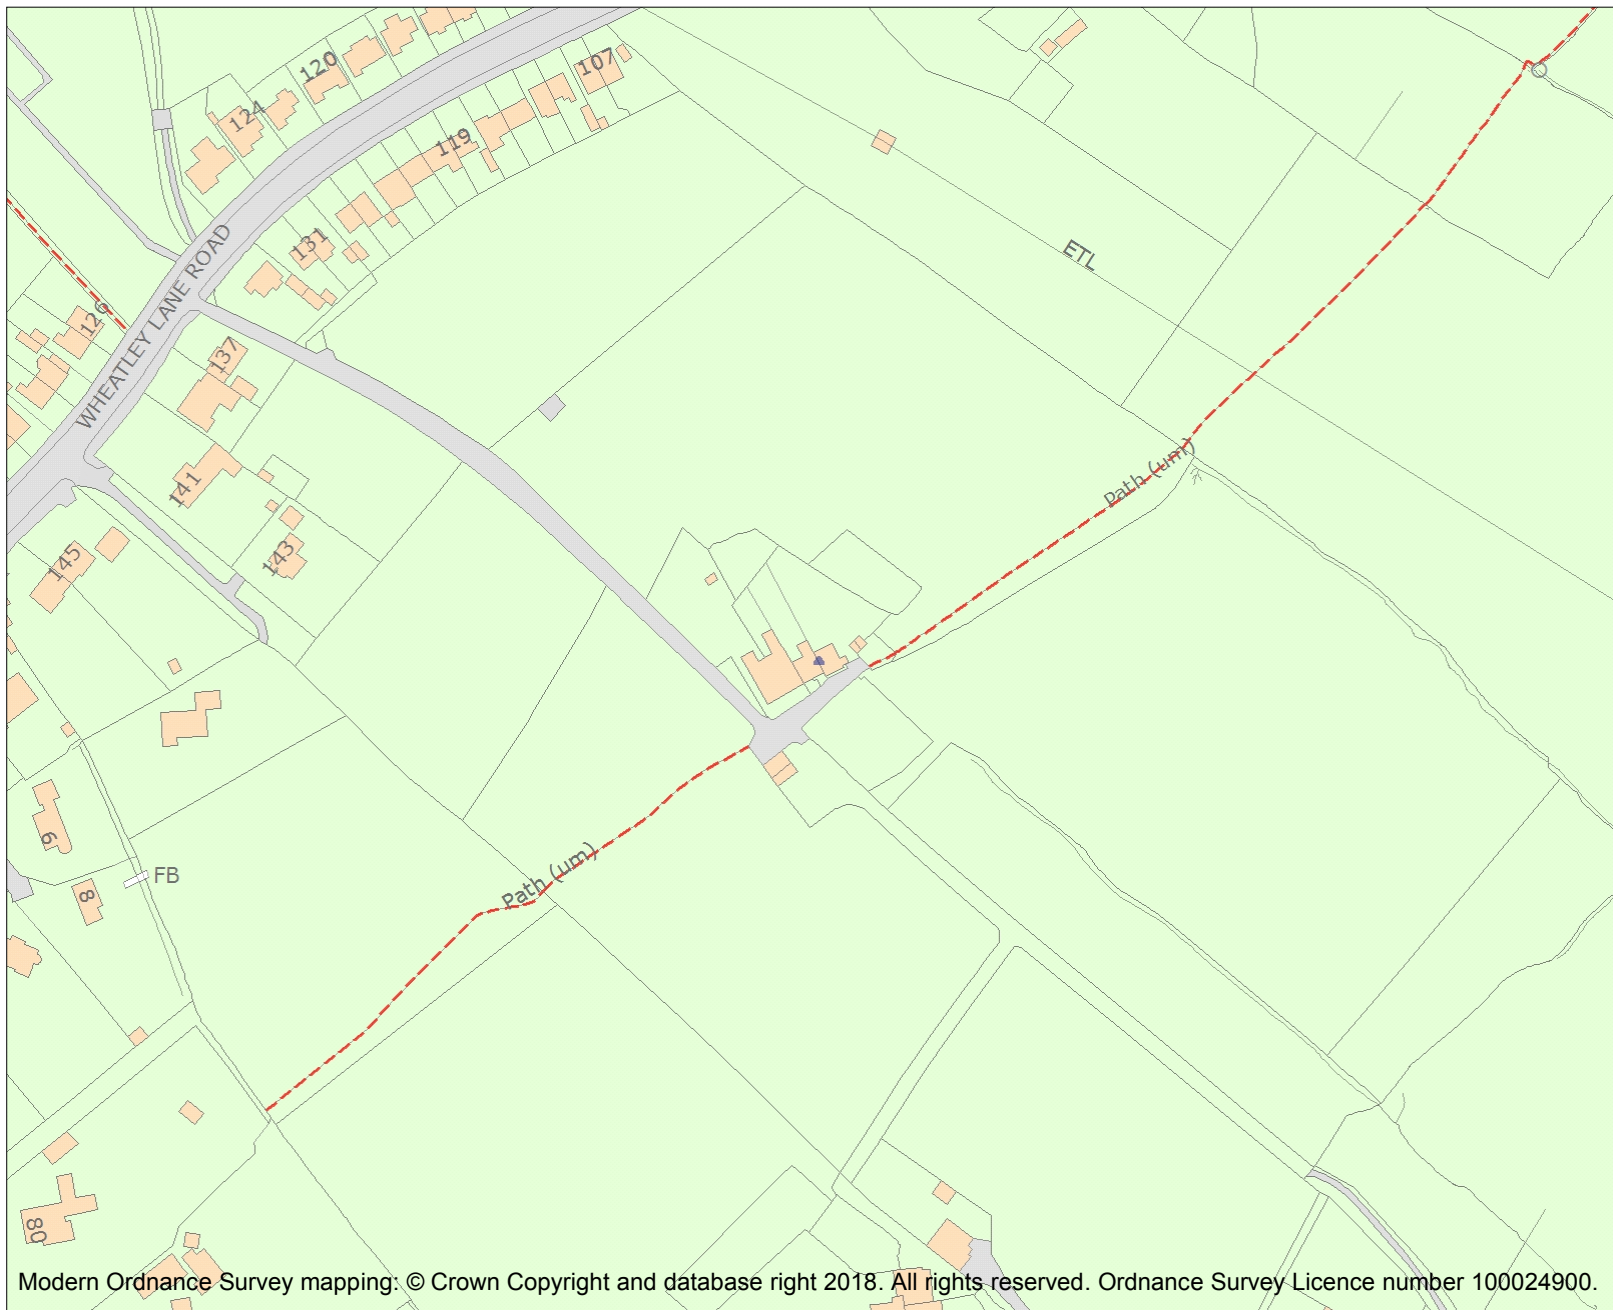 120
107
124
119
131
ETL
WHEATLEY LANE ROAD
126
137
Path (um)
141
143
145
6
Path (um)
FB
8
80
Modern Ordnance Survey mapping: © Crown Copyright and database right 2018. All rights reserved. Ordnance Survey Licence number 100024900.